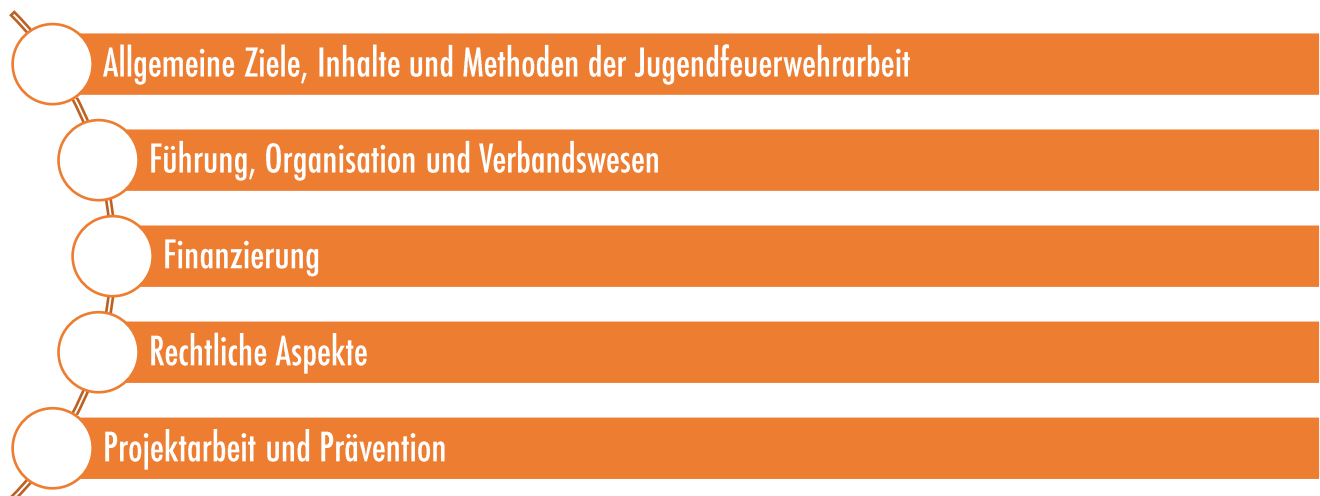 Allgemeine Ziele, Inhalte und Methoden der Jugendfeuerwehrarbeit
Führung, Organisation und Verbandswesen
Finanzierung
Rechtliche Aspekte
Projektarbeit und Prävention